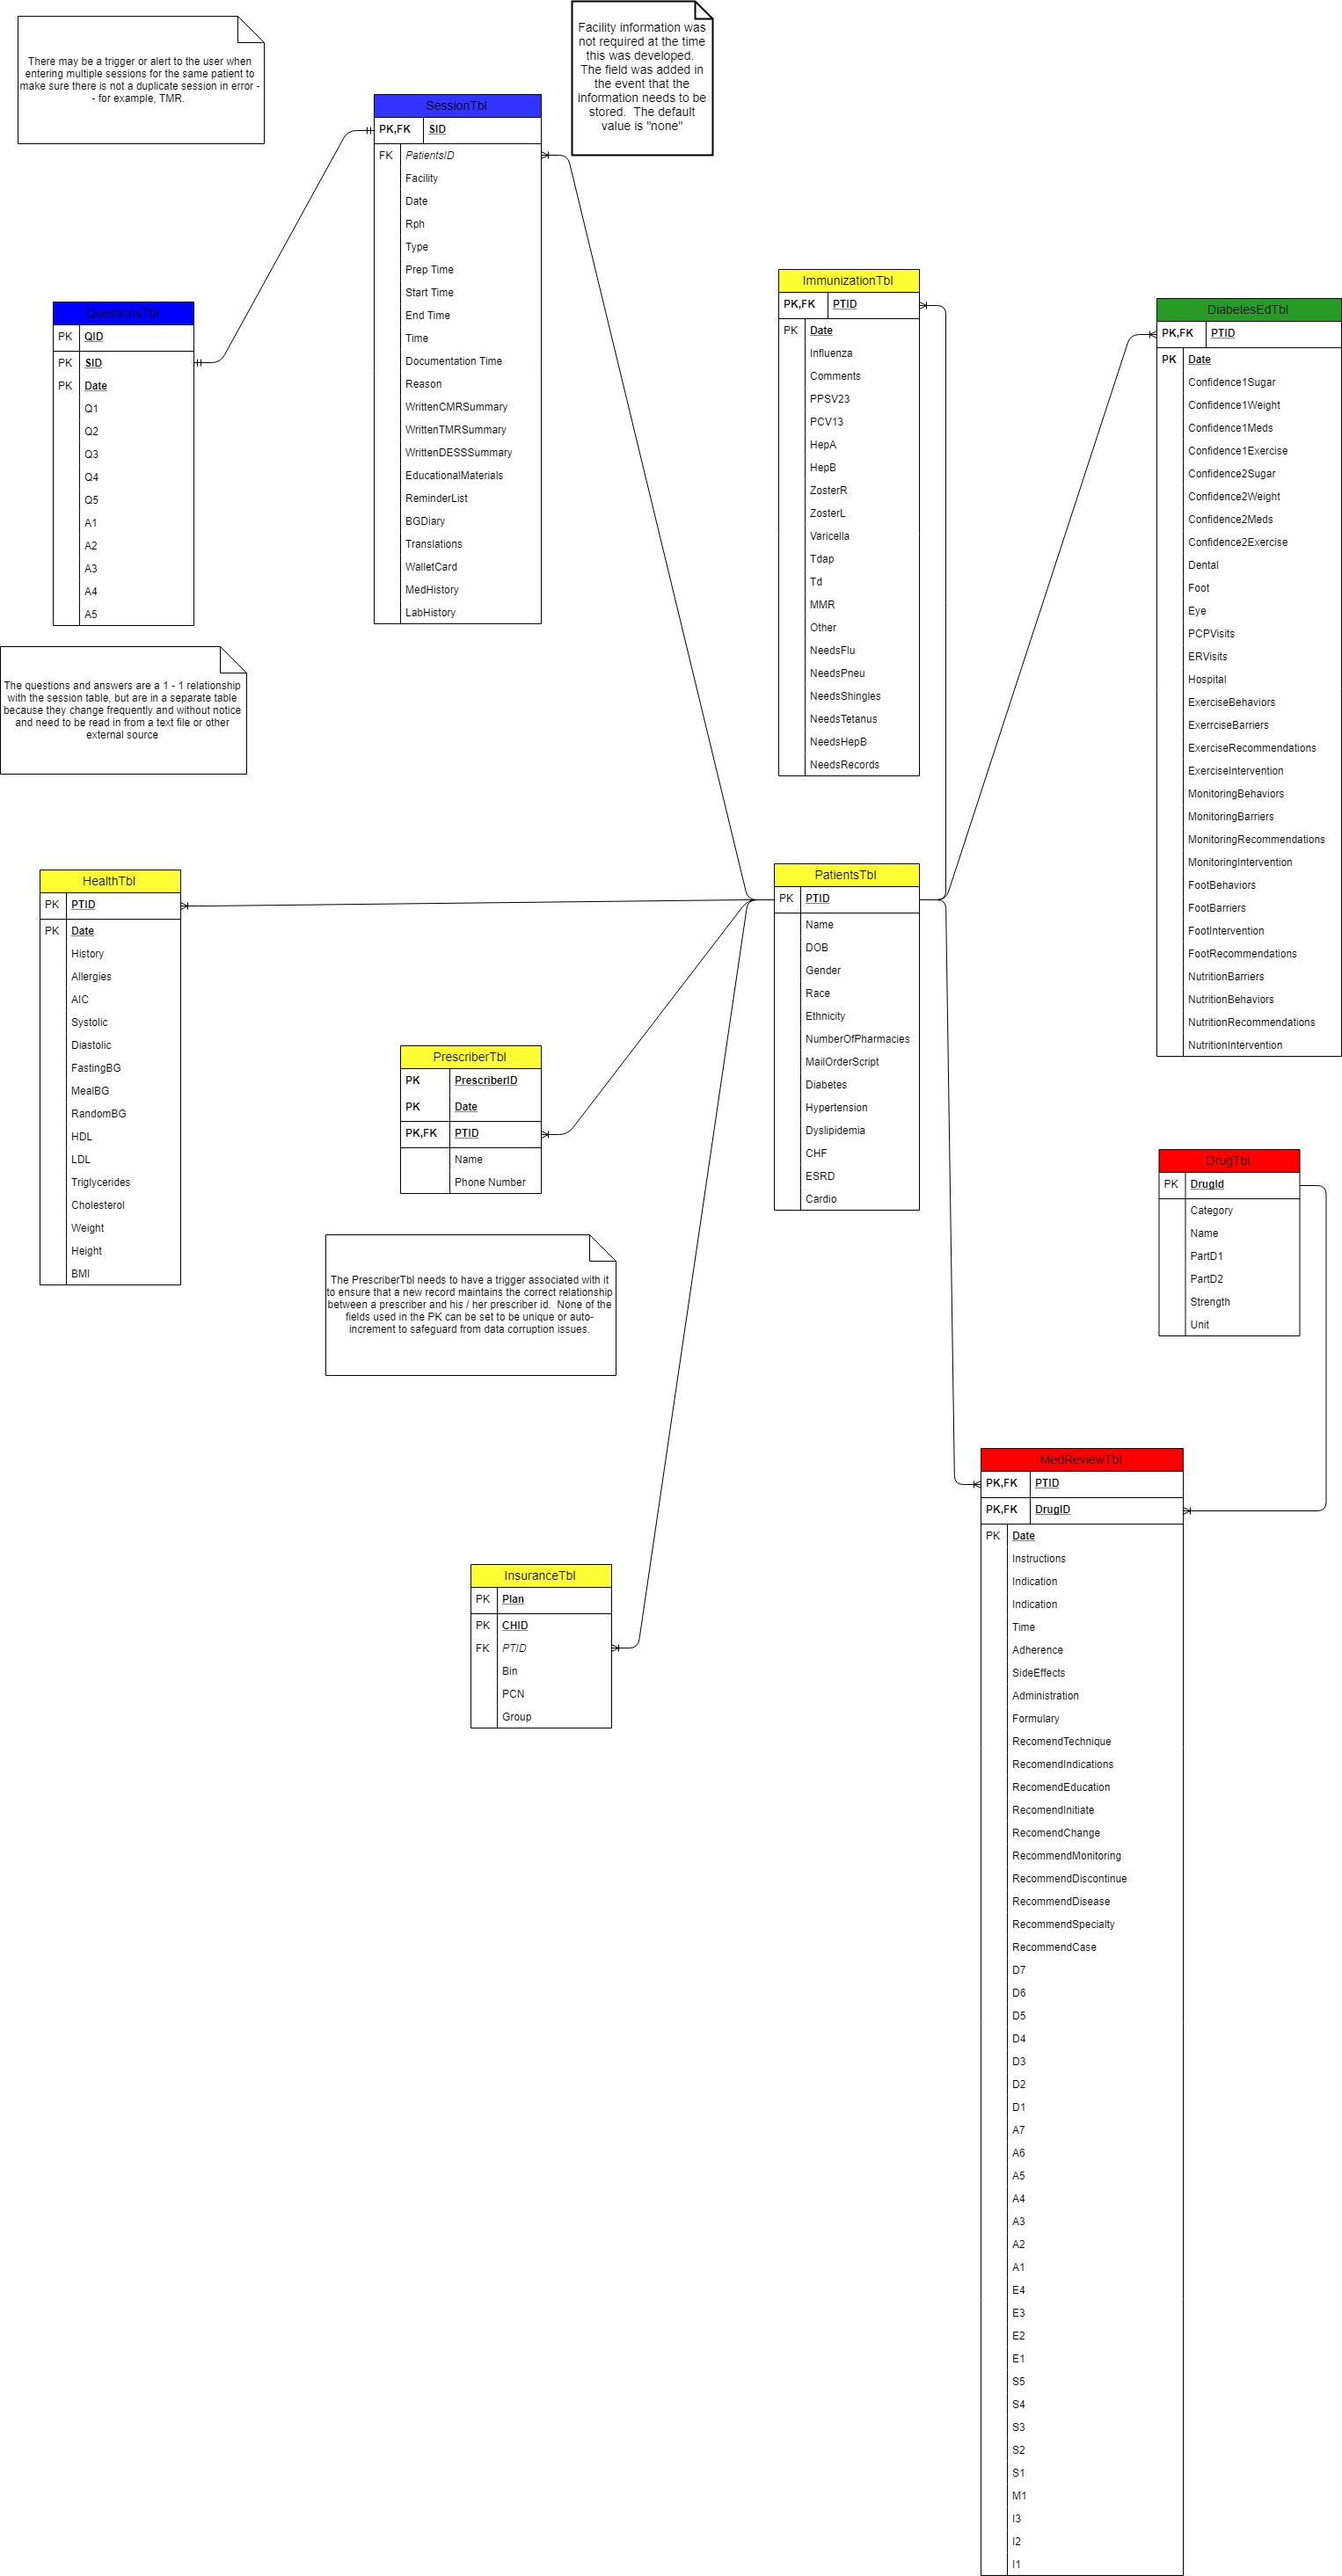 There may be a trigger or alert to the user when
entering multiple sessions for the same patient to
make sure there is not a duplicate session in error -
- for example, TMR.
Facility information was
not required at the time
this was developed.
The field was added in
the event that the
information needs to be
stored. The default
value is "none"
SessionTbl
PK,FK SID
FK PatientsID
Facility
Date
Rph
Type
Prep Time
Start Time
End Time
Time
Documentation Time
Reason
WrittenCMRSummary
WrittenTMRSummary
WrittenDESSSummary
EducationalMaterials
ReminderList
BGDiary
Translations
WalletCard
MedHistory
LabHistory
QuestionsTbl
PK QID
PK SID
PK Date
Q1
Q2
Q3
Q4
Q5
A1
A2
A3
A4
A5
The questions and answers are a 1 - 1 relationship
with the session table, but are in a separate table
because they change frequently and without notice
and need to be read in from a text file or other
external source
ImmunizationTbl
PK,FK PTID
PK Date
Influenza
Comments
PPSV23
PCV13
HepA
HepB
ZosterR
ZosterL
Varicella
Tdap
Td
MMR
Other
NeedsFlu
NeedsPneu
NeedsShingles
NeedsTetanus
NeedsHepB
NeedsRecords
DiabetesEdTbl
PK,FK PTID
PK Date
Confidence1Sugar
Confidence1Weight
Confidence1Meds
Confidence1Exercise
Confidence2Sugar
Confidence2Weight
Confidence2Meds
Confidence2Exercise
Dental
Foot
Eye
PCPVisits
ERVisits
Hospital
ExerciseBehaviors
ExerrciseBarriers
ExerciseRecommendations
ExerciseIntervention
MonitoringBehaviors
MonitoringBarriers
MonitoringRecommendations
MonitoringIntervention
FootBehaviors
FootBarriers
FootIntervention
FootRecommendations
NutritionBarriers
NutritionBehaviors
NutritionRecommendations
NutritionIntervention
HealthTbl
PK PTID
PK Date
History
Allergies
AIC
Systolic
Diastolic
FastingBG
MealBG
RandomBG
HDL
LDL
Triglycerides
Cholesterol
Weight
Height
BMI
PatientsTbl
PK PTID
Name
DOB
Gender
Race
Ethnicity
NumberOfPharmacies
MailOrderScript
Diabetes
Hypertension
Dyslipidemia
CHF
ESRD
Cardio
PrescriberTbl
PK PrescriberID
PK Date
PK,FK PTID
Name
Phone Number
The PrescriberTbl needs to have a trigger associated with it
to ensure that a new record maintains the correct relationship
between a prescriber and his / her prescriber id. None of the
fields used in the PK can be set to be unique or auto-
increment to safeguard from data corruption issues.
DrugTbl
PK DrugId
Category
Name
PartD1
PartD2
Strength
Unit
InsuranceTbl
PK Plan
PK CHID
FK PTID
Bin
PCN
Group
MedReviewTbl
PK,FK PTID
PK,FK DrugID
PK Date
Instructions
Indication
Indication
Time
Adherence
SideEffects
Administration
Formulary
RecomendTechnique
RecomendIndications
RecomendEducation
RecomendInitiate
RecomendChange
RecommendMonitoring
RecommendDiscontinue
RecommendDisease
RecommendSpecialty
RecommendCase
D7
D6
D5
D4
D3
D2
D1
A7
A6
A5
A4
A3
A2
A1
E4
E3
E2
E1
S5
S4
S3
S2
S1
M1
I3
I2
I1